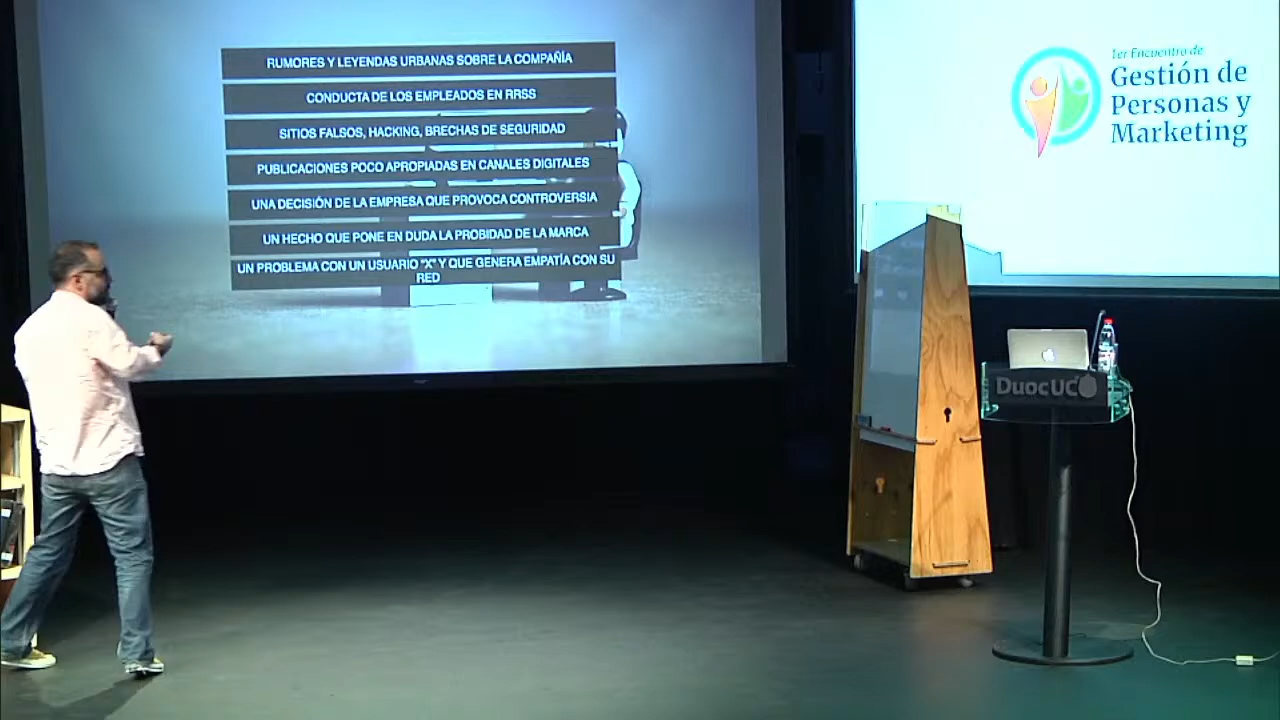 RUMORES Y LEYENDAS URBANAS SOBRE LA COMPAÑÍA
CONDUCTA DE LOS EMPLEADOS EN RRSS
SITIOS FALSOS, HACKING, BRECHAS DE SEGURIDAD
PUBLICACIONES POCO APROPIADAS EN CANALES DIGITALES
UNA DECISIÓN DE LA EMPRESA QUE PROVOCA CONTROVERSIA
UN HECHO QUE PONE EN DUDA LA PROBIDAD DE LA MARCA
UN PROBLEMA CON UN USUARIO "X" Y QUE GENERA EMPATÍA CON SU
RED
1er Encuentro de
Gestión de
Personas y
Marketing
DuocUC